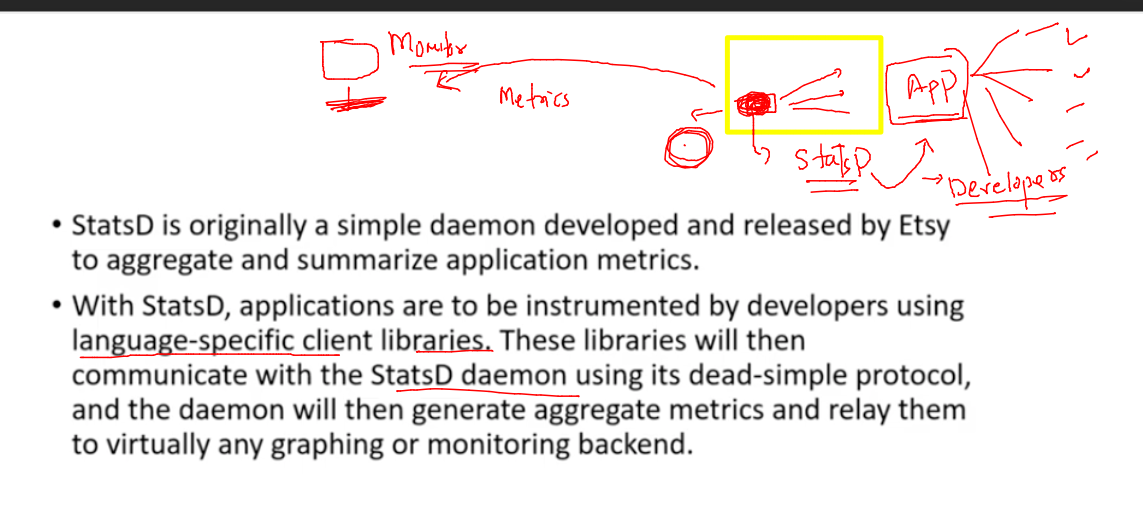 Monitor
Metrics
App
StatsD
Developers
• StatsD is originally a simple daemon developed and released by Etsy
to aggregate and summarize application metrics.
• With StatsD, applications are to be instrumented by developers using
language-specific client libraries. These libraries will then
communicate with the StatsD daemon using its dead-simple protocol,
and the daemon will then generate aggregate metrics and relay them
to virtually any graphing or monitoring backend.